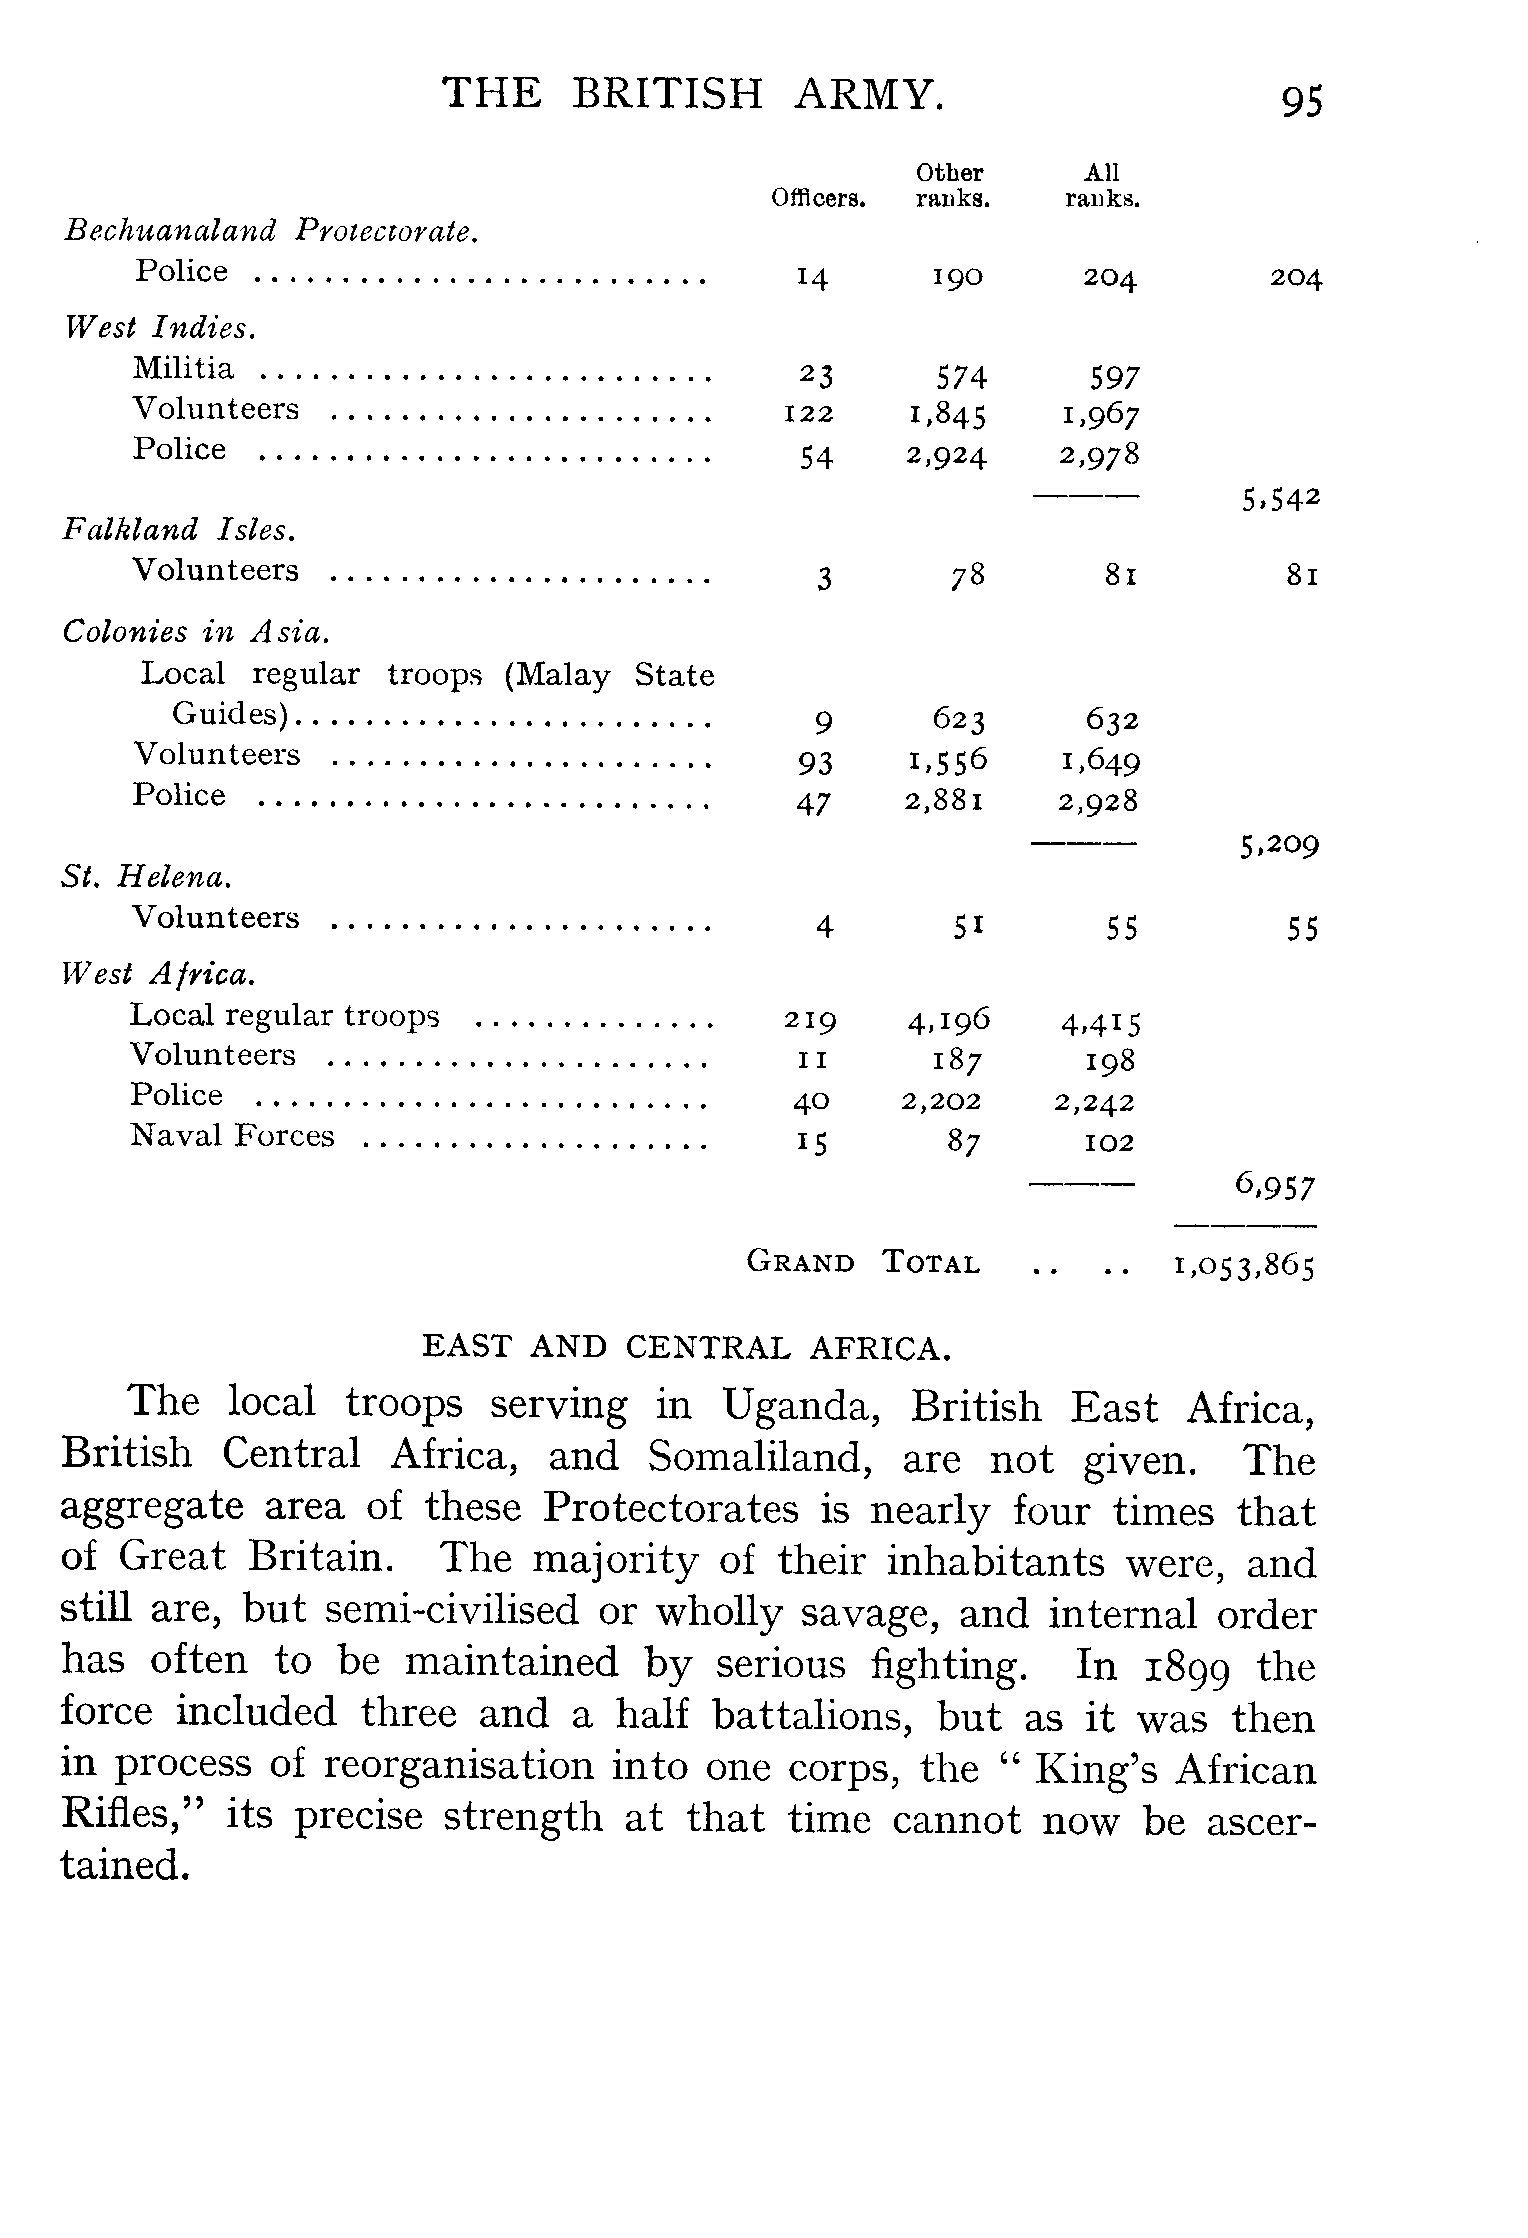 THE BRITISH ARMY. 95
Officers. Other ranks. All ranks.
Bechuanaland Protectorate.
Police .......................... 14 190 204 204
West Indies.
Militia .......................... 23 574 597
Volunteers ...................... 122 1,845 1,967
Police .......................... 54 2,924 2,978
5,542
Falkland Isles.
Volunteers ...................... 3 78 81 81
Colonies in Asia.
Local regular troops (Malay State
Guides)........................ 9 623 632
Volunteers ...................... 93 1,556 1,649
Police .......................... 47 2,881 2,928
5,209
St. Helena.
Volunteers ...................... 4 51 55 55
West Africa.
Local regular troops .............. 219 4,196 4,415
Volunteers ...................... 11 187 198
Police .......................... 40 2,202 2,242
Naval Forces .................... 15 87 102
6,957
GRAND TOTAL .. .. 1,053,865
EAST AND CENTRAL AFRICA.
The local troops serving in Uganda, British East Africa,
British Central Africa, and Somaliland, are not given. The
aggregate area of these Protectorates is nearly four times that
of Great Britain. The majority of their inhabitants were, and
still are, but semi-civilised or wholly savage, and internal order
has often to be maintained by serious fighting. In 1899 the
force included three and a half battalions, but as it was then
in process of reorganisation into one corps, the “ King’s African
Rifles,” its precise strength at that time cannot now be ascer-
tained.